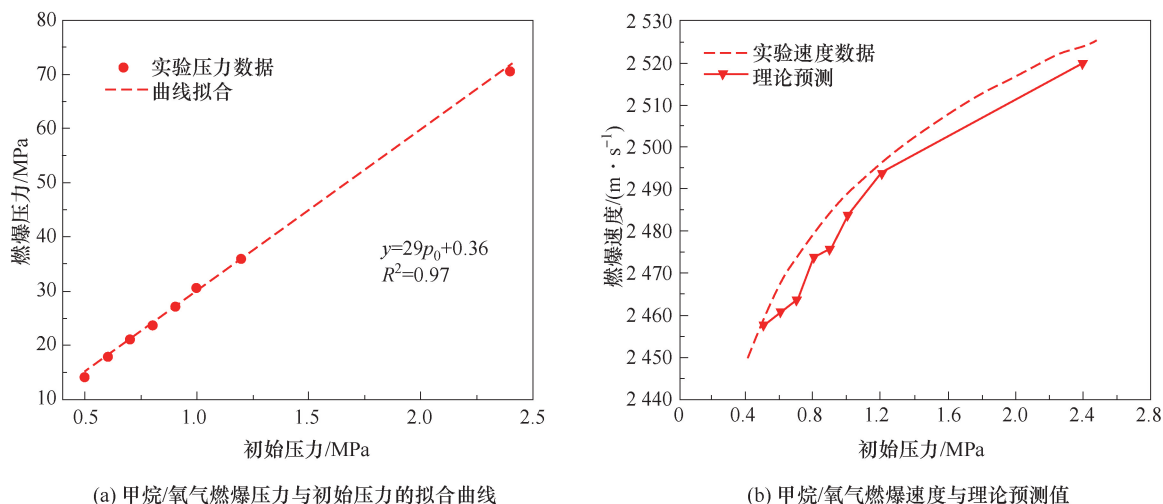 80
70
60
50
40
30
20
10
燃爆压力/MPa
实验压力数据
曲线拟合
y=29p₀+0.36
R²=0.97
0.5 1.0 1.5 2.0 2.5
初始压力/MPa
(a) 甲烷/氧气燃爆压力与初始压力的拟合曲线
2 530
2 520
2 510
2 500
2 490
2 480
2 470
2 460
2 450
2 440
燃爆速度/(m·s⁻¹)
实验速度数据
理论预测
0 0.4 0.8 1.2 1.6 2.0 2.4 2.8
初始压力/MPa
(b) 甲烷/氧气燃爆速度与理论预测值